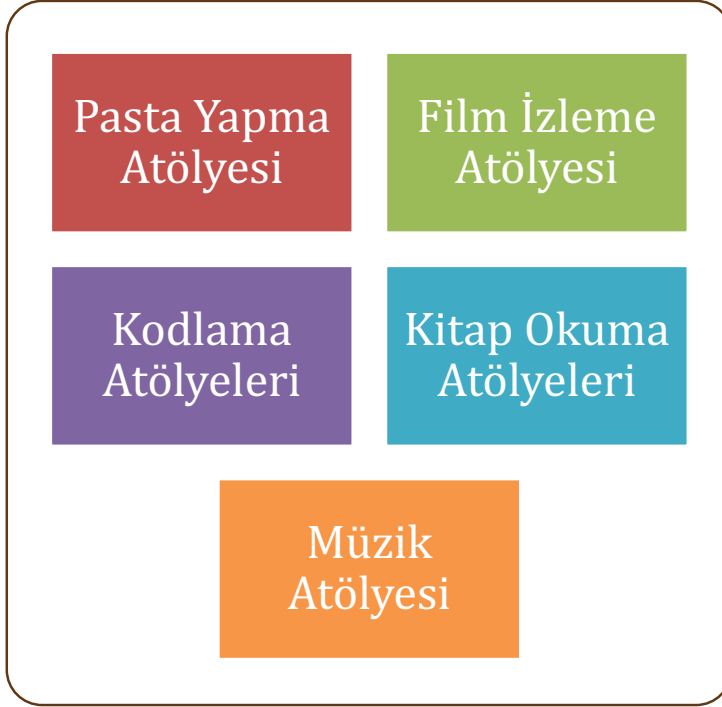 Pasta Yapma
Atölyesi
Film İzleme
Atölyesi
Kodlama
Atölyeleri
Kitap Okuma
Atölyeleri
Müzik
Atölyesi